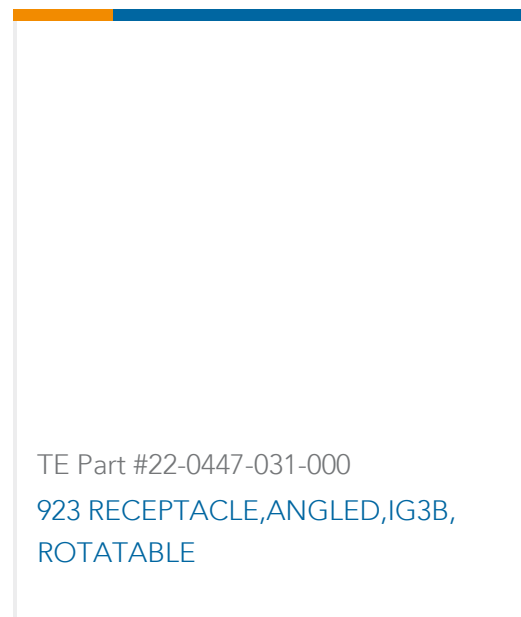 TE Part #22-0447-031-000
923 RECEPTACLE,ANGLED,IG3B,
ROTATABLE